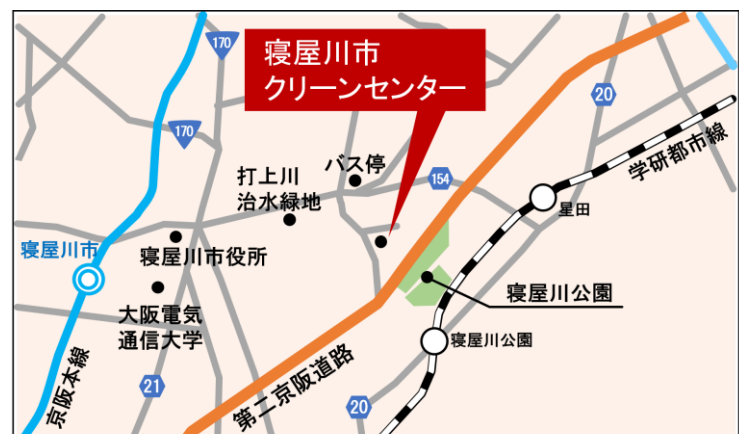 170
寝屋川市
クリーンセンター
20
170
学研都市線
バス停
打上川
治水緑地
154
星田
寝屋川市
寝屋川市役所
寝屋川公園
大阪電気
通信大学
寝屋川公園
京阪本線
21
第二京阪道路
20